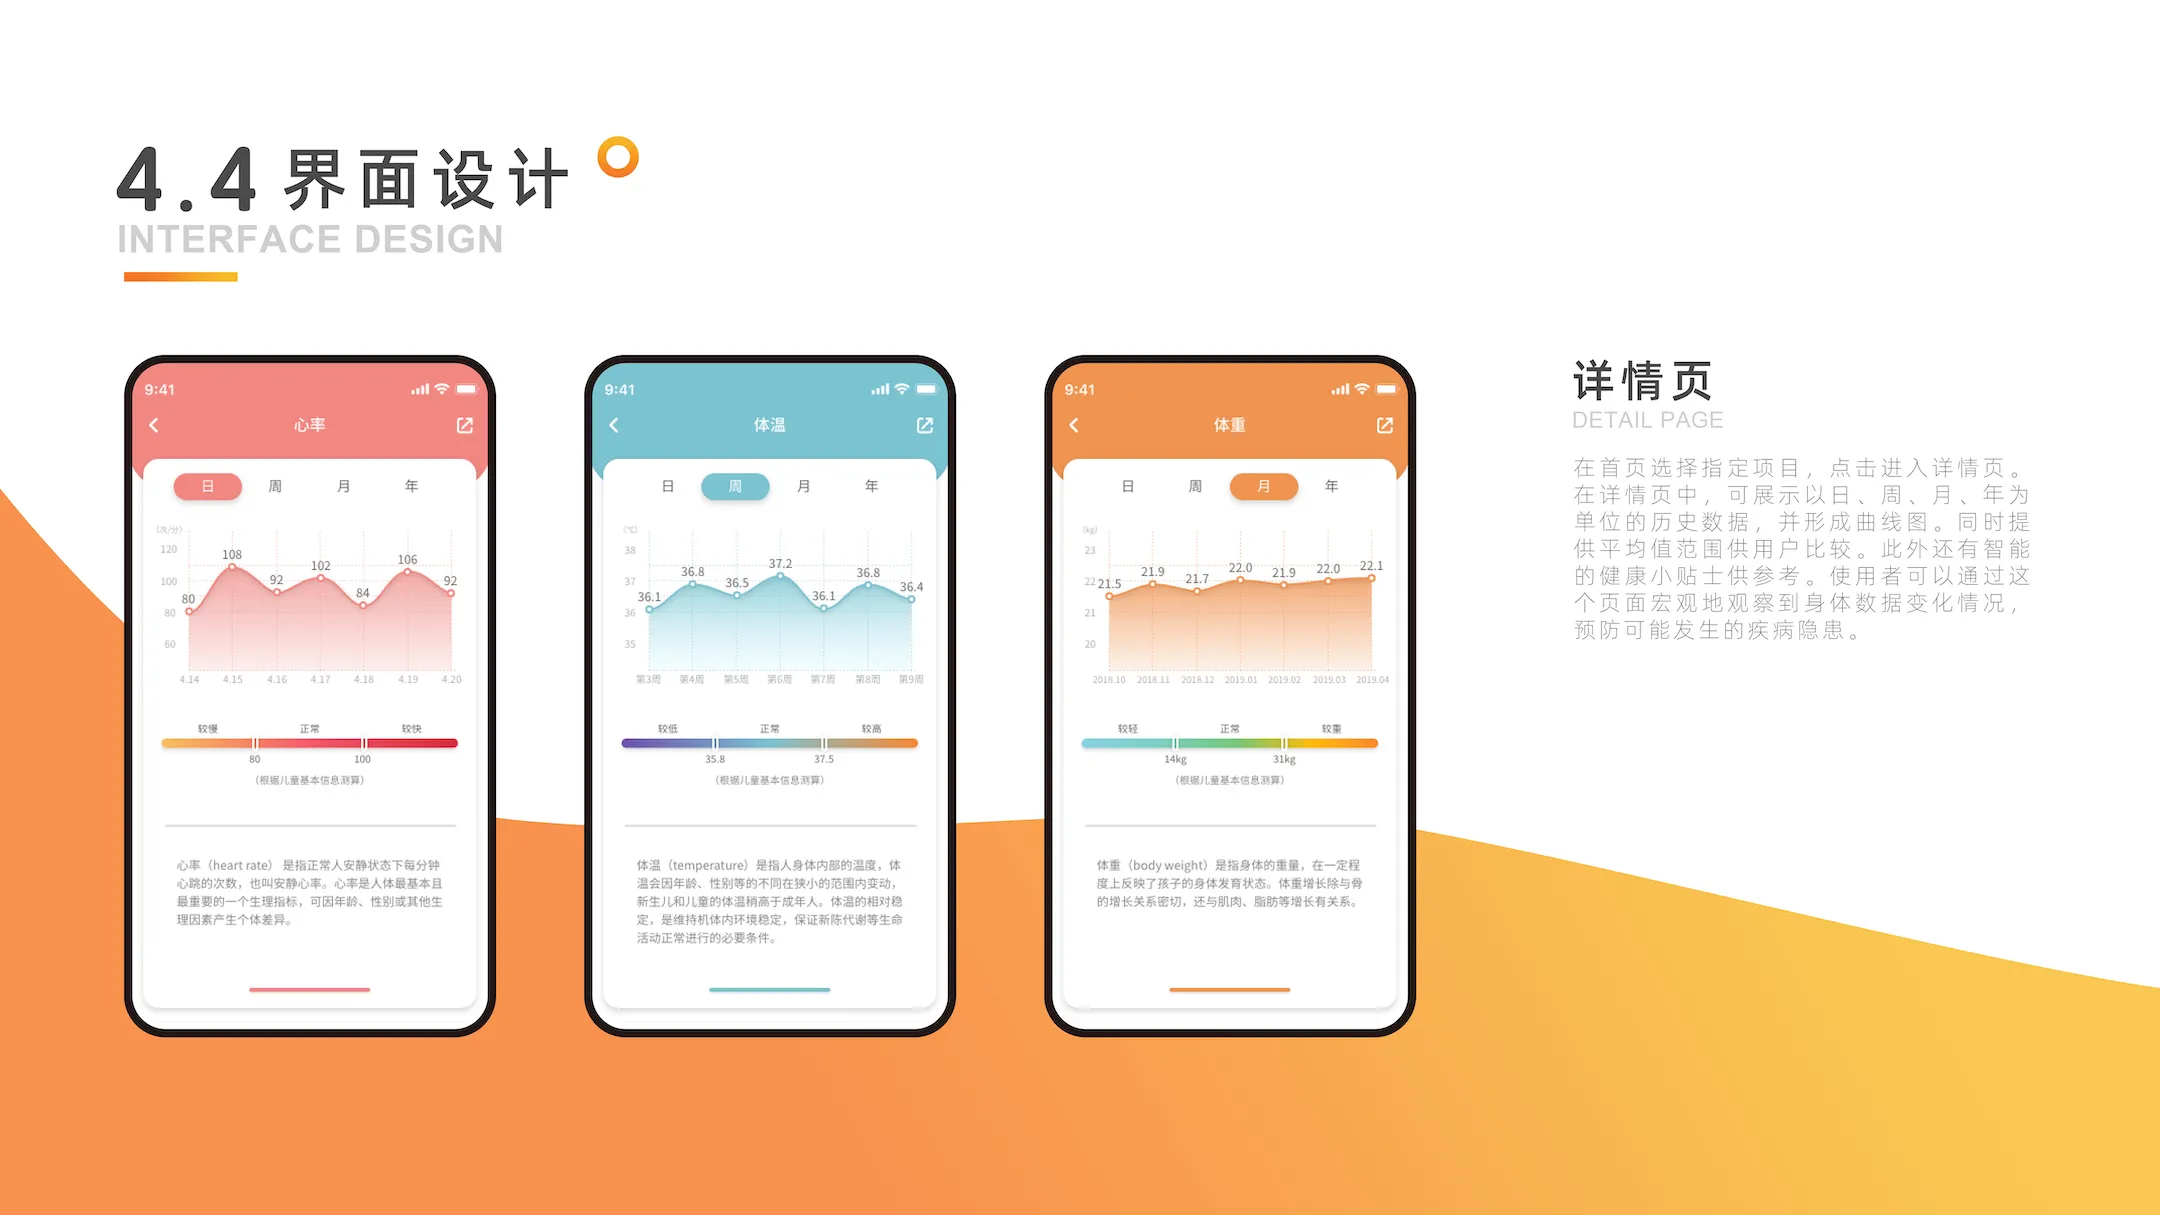 4.4界面设计
INTERFACE DESIGN
9:41
心率
日 周 月 年
(次/分)
120
100
80
60
80 108 92 102 84 106 92
4.14 4.15 4.16 4.17 4.18 4.19 4.20
较慢 正常 较快
80 100
（根据儿童基本信息测算）
心率（heart rate） 是指正常人安静状态下每分钟
心跳的次数，也叫安静心率。心率是人体最基本且
最重要的一个生理指标，可因年龄、性别或其他生
理因素产生个体差异。
9:41
体温
日 周 月 年
(℃)
38
37
36
35
36.1 36.8 36.5 37.2 36.1 36.8 36.4
第3周 第4周 第5周 第6周 第7周 第8周 第9周
较低 正常 较高
35.8 37.5
（根据儿童基本信息测算）
体温（temperature）是指人身体内部的温度，体
温会因年龄、性别等的不同在狭小的范围内变动，
新生儿和儿童的体温稍高于成年人。体温的相对稳
定，是维持机体内环境稳定，保证新陈代谢等生命
活动正常进行的必要条件。
9:41
体重
日 周 月 年
(kg)
23
22
21
20
21.5 21.9 21.7 22.0 21.9 22.0 22.1
2018.10 2018.11 2018.12 2019.01 2019.02 2019.03 2019.04
较轻 正常 较重
14kg 31kg
（根据儿童基本信息测算）
体重（body weight）是指身体的重量，在一定程
度上反映了孩子的身体发育状态。体重增长除与骨
的增长关系密切，还与肌肉、脂肪等增长有关系。
详情页
DETAIL PAGE
在首页选择指定项目，点击进入详情页。
在详情页中，可展示以日、周、月、年为
单位的历史数据，并形成曲线图。同时提
供平均值范围供用户比较。此外还有智能
的健康小贴士供参考。使用者可以通过这
个页面宏观地观察到身体数据变化情况，
预防可能发生的疾病隐患。